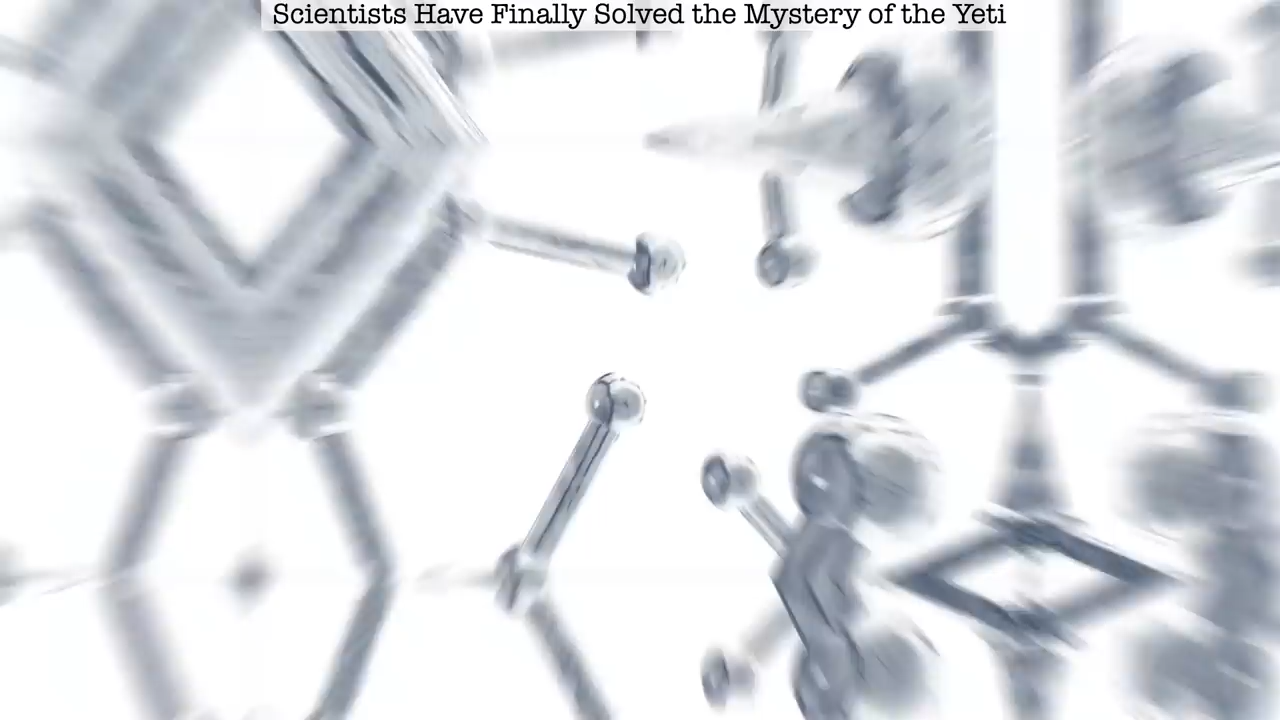 Scientists Have Finally Solved the Mystery of the Yeti